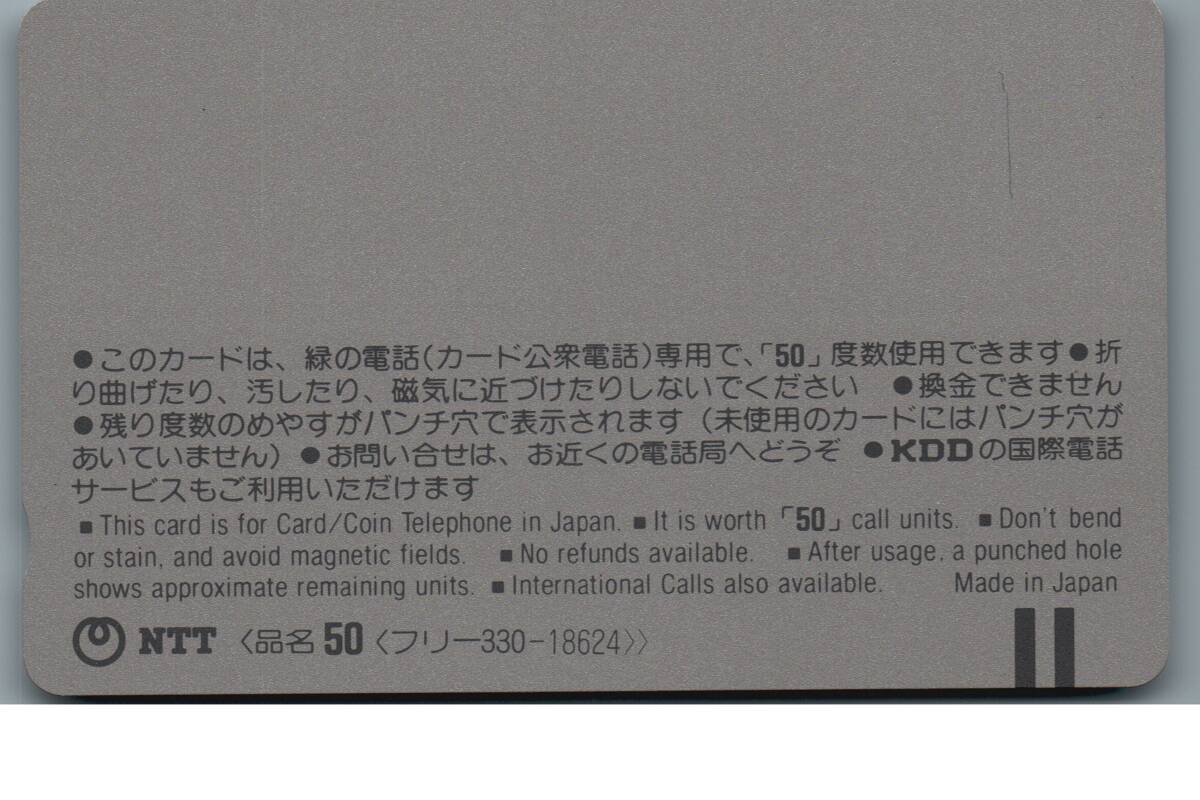 ●このカードは、緑の電話(カード公衆電話)専用で、「50」度数使用できます●折
り曲げたり、汚したり、磁気に近づけたりしないでください ●換金できません
●残り度数のめやすがパンチ穴で表示されます(未使用のカードにはパンチ穴が
あいていません)●お問い合せは、お近くの電話局へどうぞ ●KDDの国際電話
サービスもご利用いただけます
■This card is for Card/Coin Telephone in Japan. ■It is worth「50」call units. ■Don't bend
or stain, and avoid magnetic fields. ■No refunds available. ■After usage, a punched hole
shows approximate remaining units. ■International Calls also available. Made in Japan
NTT 〈品名 50〈フリー330-18624〉〉